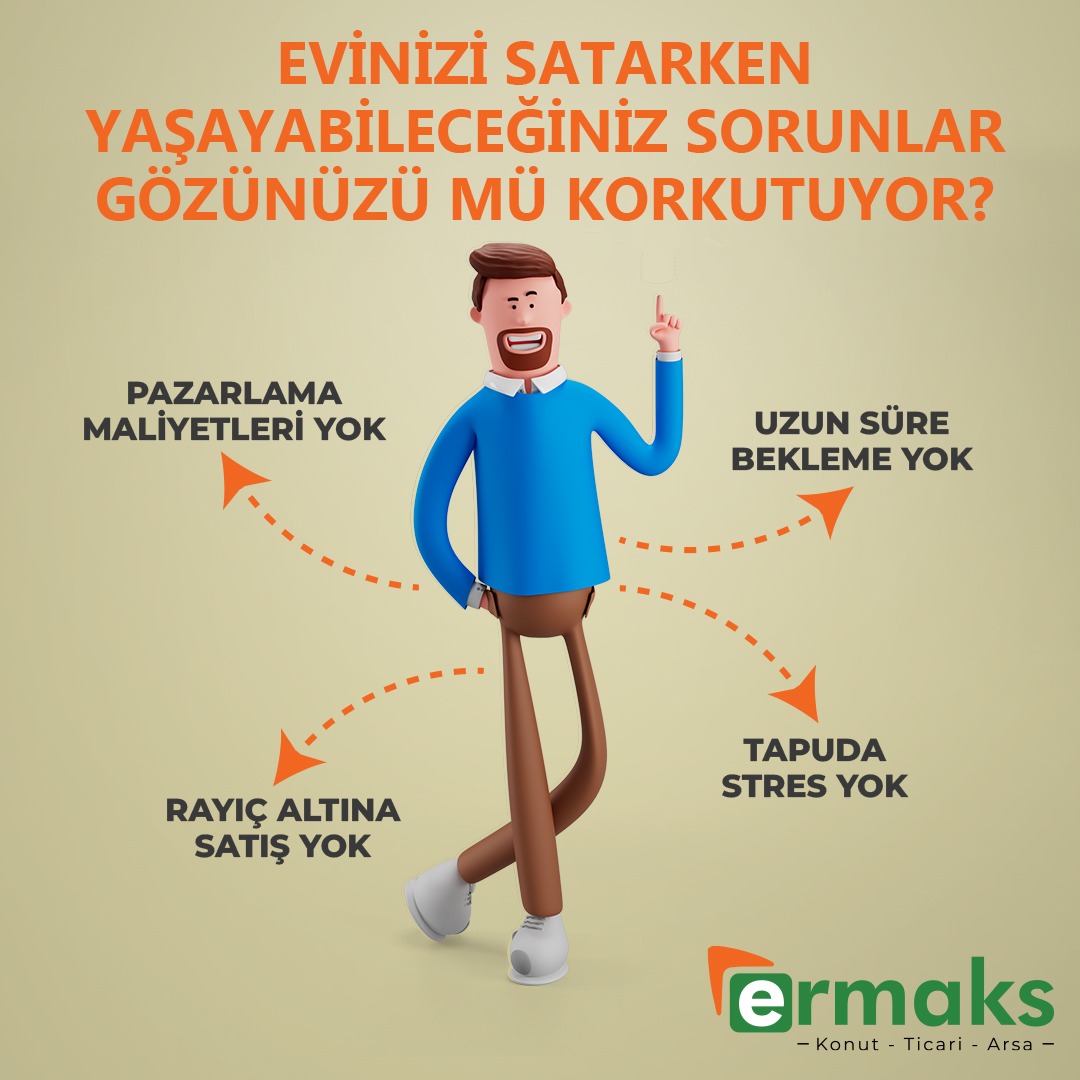 EVİNİZİ SATARKEN
YAŞAYABİLECEĞİNİZ SORUNLAR
GÖZÜNÜZÜ MÜ KORKUTUYOR?
PAZARLAMA
MALİYETLERİ YOK
UZUN SÜRE
BEKLEME YOK
RAYIÇ ALTINA
SATIŞ YOK
TAPUDA
STRES YOK
ermaks
– Konut - Ticari - Arsa –